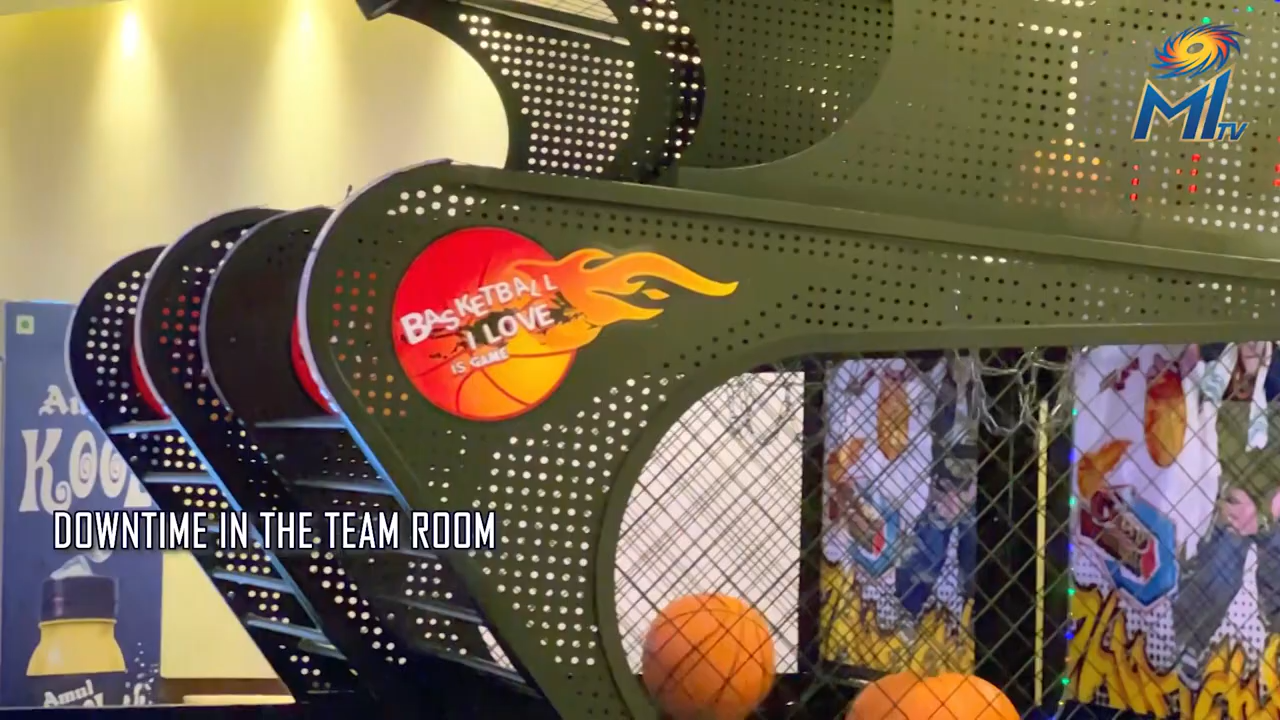 MI
TV
BASKETBALL
I LOVE
IS GAME
KOOL
DOWNTIME IN THE TEAM ROOM
Amul